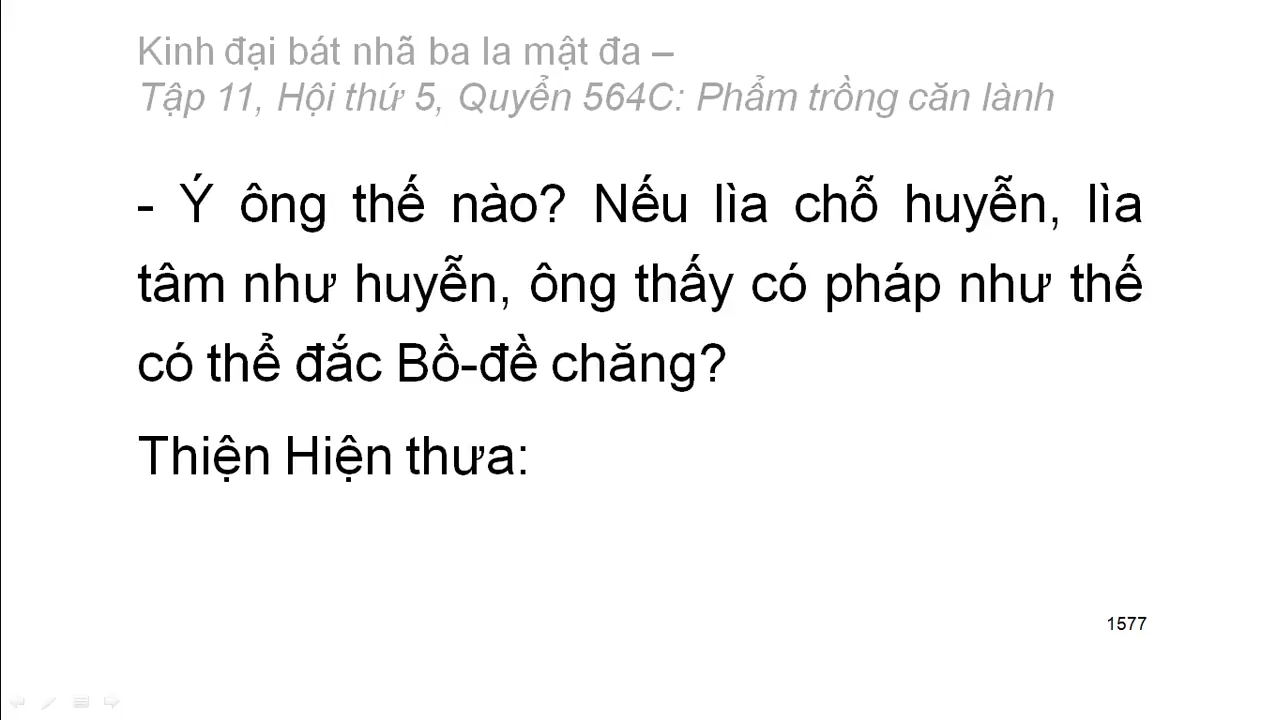 Kinh đại bát nhã ba la mật đa –
Tập 11, Hội thứ 5, Quyển 564C: Phẩm trồng căn lành
- Ý ông thế nào? Nếu lìa chỗ huyễn, lìa
tâm như huyễn, ông thấy có pháp như thế
có thể đắc Bồ-đề chăng?
Thiện Hiện thưa:
1577